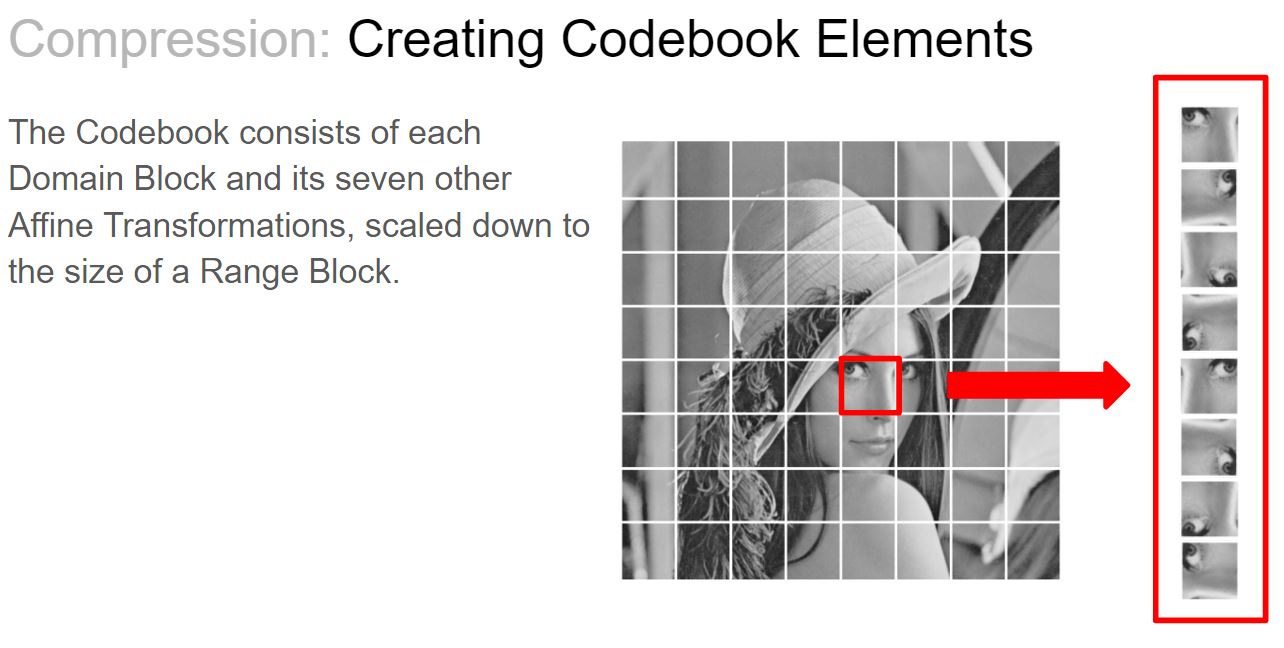 Compression: Creating Codebook Elements
The Codebook consists of each
Domain Block and its seven other
Affine Transformations, scaled down to
the size of a Range Block.